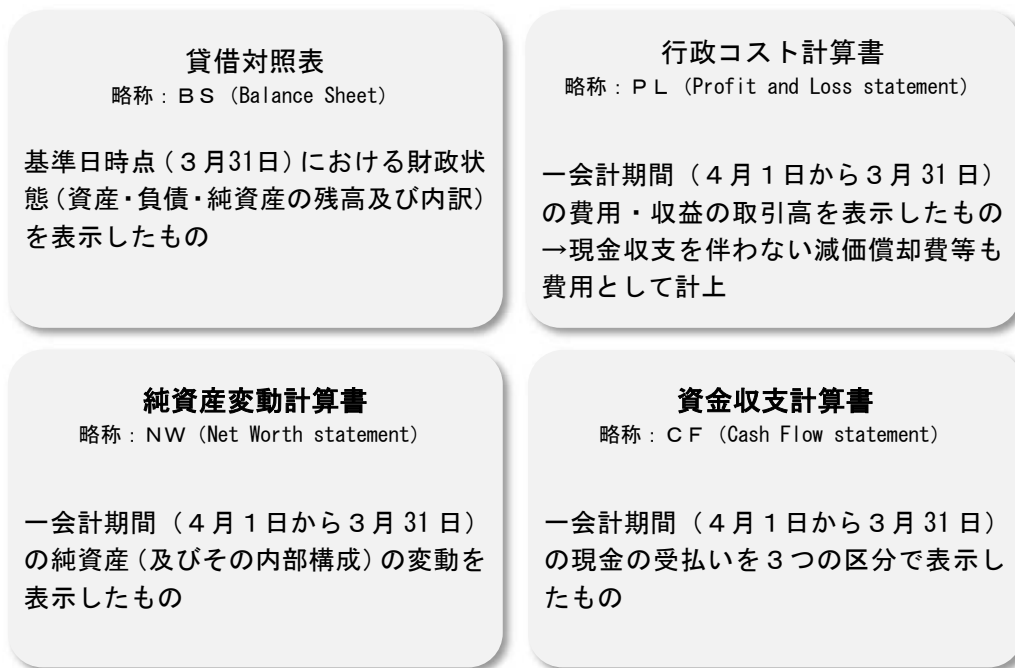 貸借対照表
略称：ＢＳ（Balance Sheet）
基準日時点（３月31日）における財政状
態（資産・負債・純資産の残高及び内訳）
を表示したもの
行政コスト計算書
略称：ＰＬ（Profit and Loss statement）
一会計期間（４月１日から３月 31 日）
の費用・収益の取引高を表示したもの
→現金収支を伴わない減価償却費等も
費用として計上
純資産変動計算書
略称：ＮＷ（Net Worth statement）
一会計期間（４月１日から３月 31 日）
の純資産（及びその内部構成）の変動を
表示したもの
資金収支計算書
略称：ＣＦ（Cash Flow statement）
一会計期間（４月１日から３月 31 日）
の現金の受払いを３つの区分で表示し
たもの